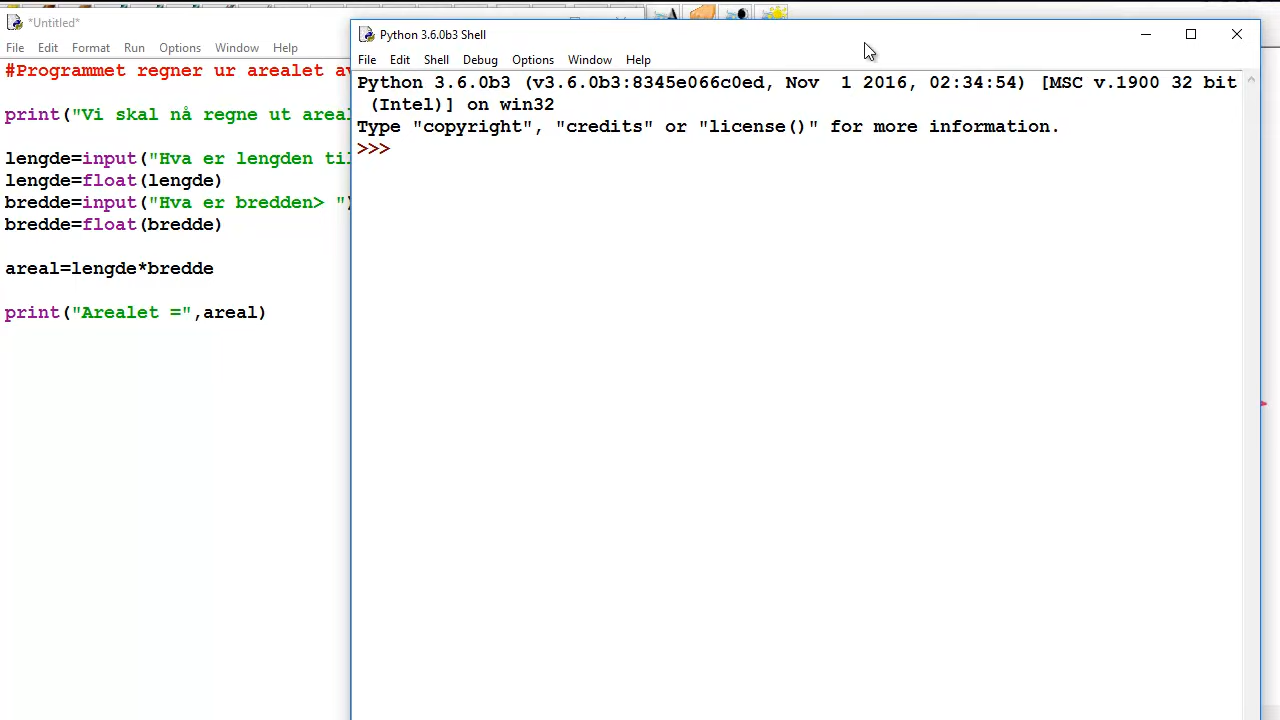 *Untitled*
File Edit Format Run Options Window Help
#Programmet regner ur arealet av
print("Vi skal nå regne ut areal
lengde=input("Hva er lengden til
lengde=float(lengde)
bredde=input("Hva er bredden> ")
bredde=float(bredde)
areal=lengde*bredde
print("Arealet =",areal)
Python 3.6.0b3 Shell
File Edit Shell Debug Options Window Help
Python 3.6.0b3 (v3.6.0b3:8345e066c0ed, Nov  1 2016, 02:34:54) [MSC v.1900 32 bit
(Intel)] on win32
Type "copyright", "credits" or "license()" for more information.
>>>